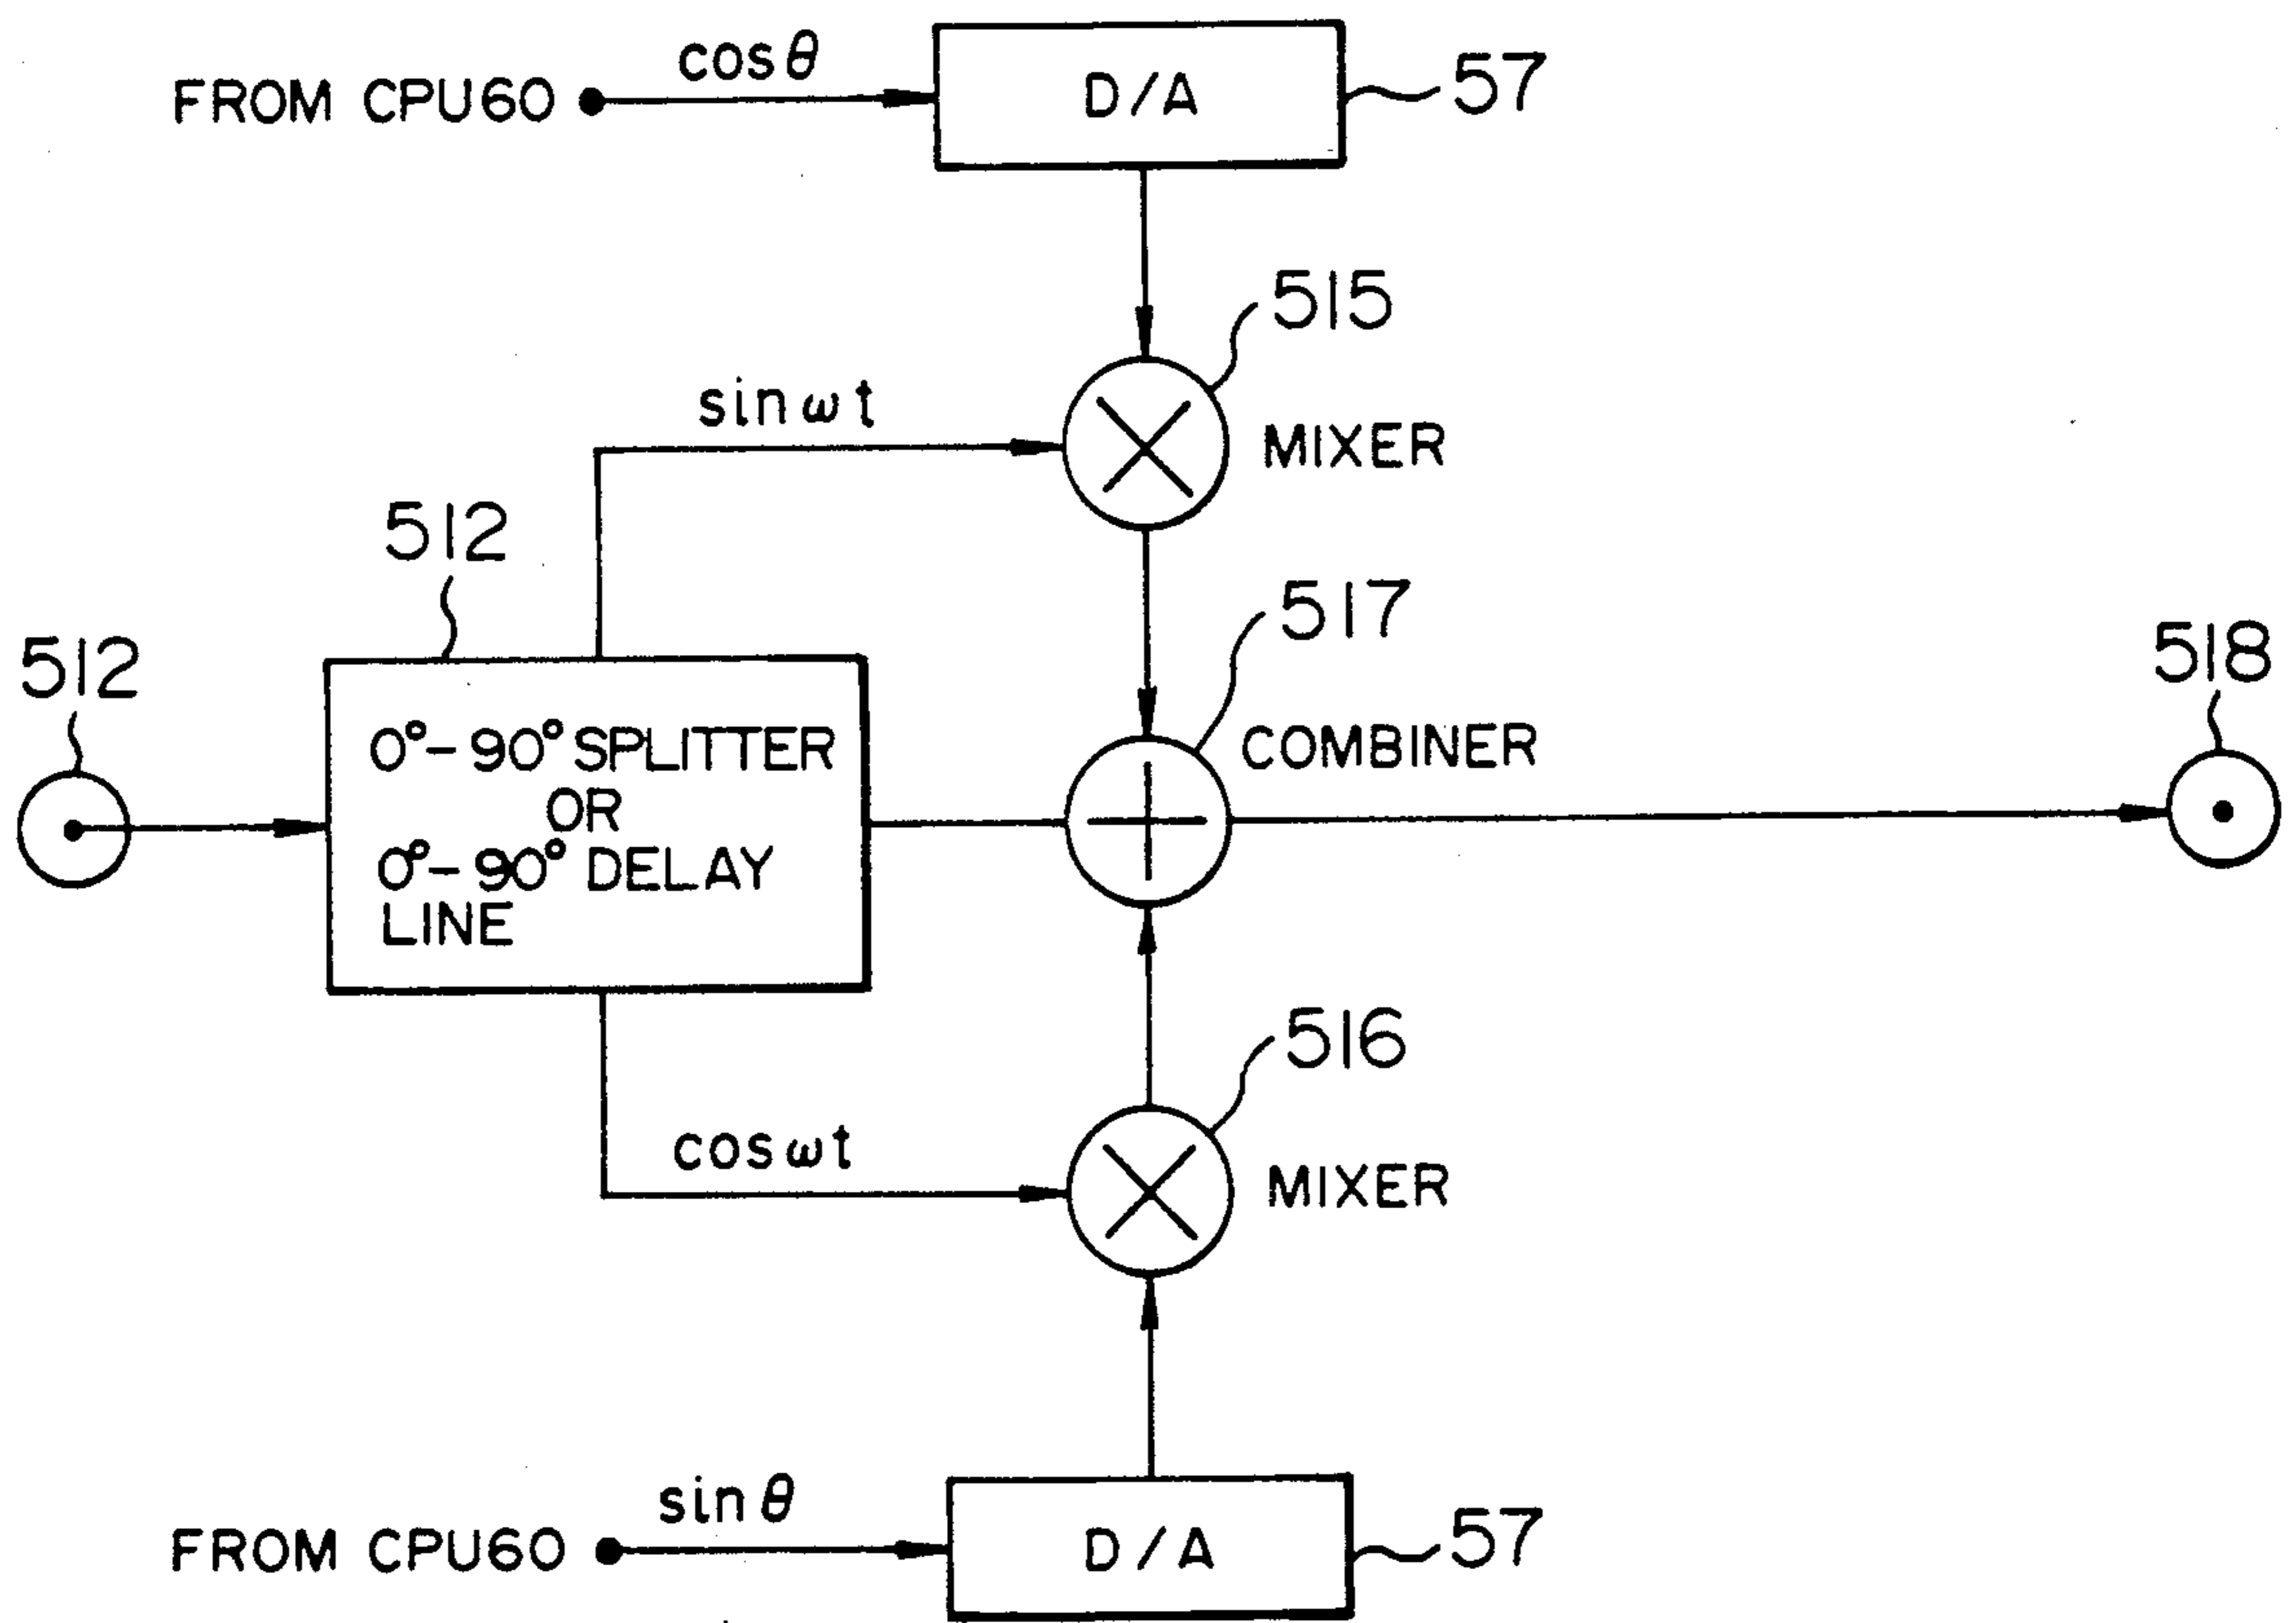 FROM CPU60
cosθ
D/A
57
515
sinωt
MIXER
512
517
512
518
0°-90° SPLITTER
OR
0°-90° DELAY
LINE
COMBINER
516
cosωt
MIXER
sinθ
FROM CPU60
D/A
57